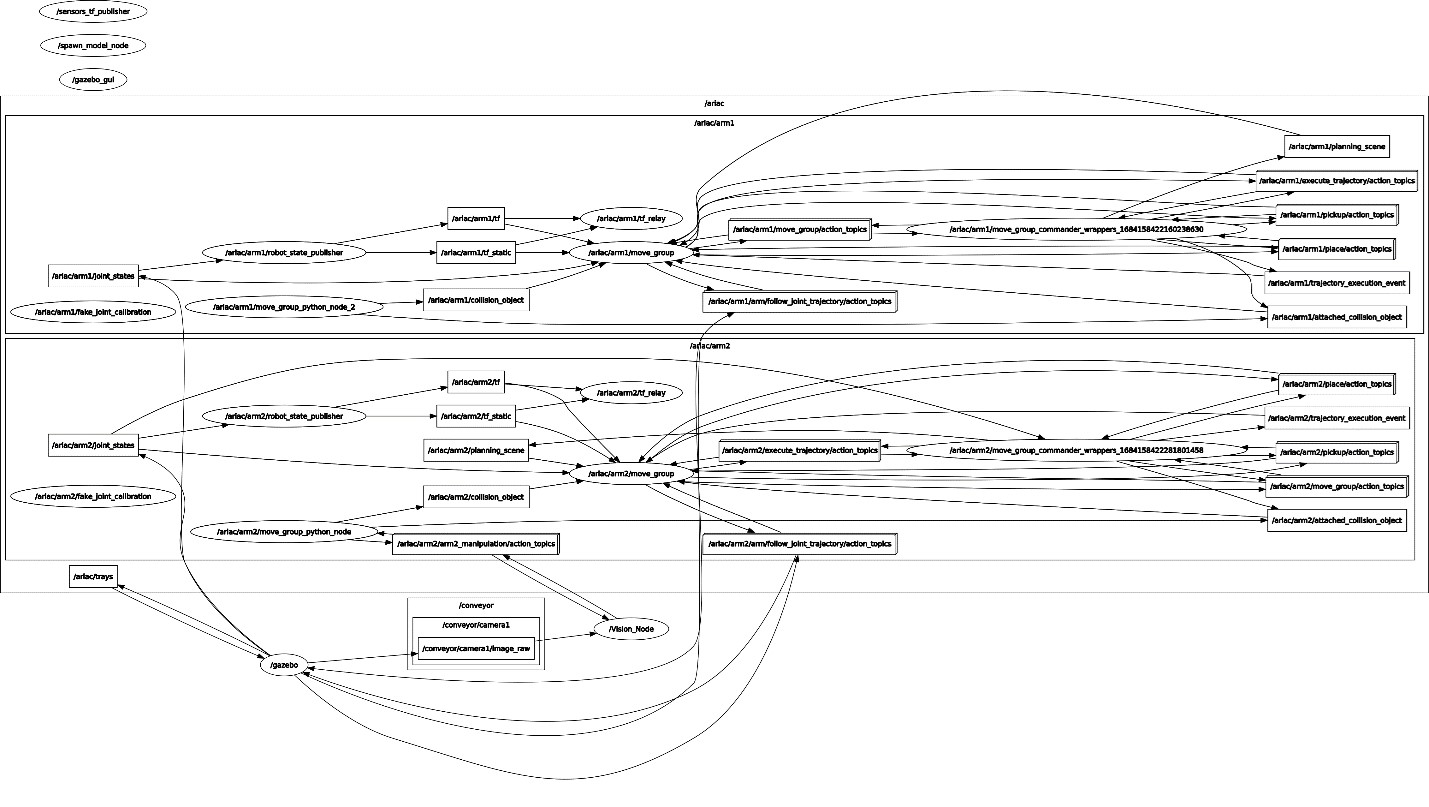 /sensors_tf_publisher
/spawn_model_node
/gazebo_gui
/ariac
/ariac/arm1
/ariac/arm1/planning_scene
/ariac/arm1/execute_trajectory/action_topics
/ariac/arm1/tf
/ariac/arm1/tf_relay
/ariac/arm1/pickup/action_topics
/ariac/arm1/move_group/action_topics
/ariac/arm1/move_group_commander_wrappers_1684158422160238630
/ariac/arm1/robot_state_publisher
/ariac/arm1/tf_static
/ariac/arm1/move_group
/ariac/arm1/place/action_topics
/ariac/arm1/joint_states
/ariac/arm1/trajectory_execution_event
/ariac/arm1/fake_joint_calibration
/ariac/arm1/move_group_python_node_2
/ariac/arm1/collision_object
/ariac/arm1/arm/follow_joint_trajectory/action_topics
/ariac/arm1/attached_collision_object
/ariac/arm2
/ariac/arm2/tf
/ariac/arm2/tf_relay
/ariac/arm2/place/action_topics
/ariac/arm2/robot_state_publisher
/ariac/arm2/tf_static
/ariac/arm2/trajectory_execution_event
/ariac/arm2/joint_states
/ariac/arm2/planning_scene
/ariac/arm2/execute_trajectory/action_topics
/ariac/arm2/move_group_commander_wrappers_1684158422281801458
/ariac/arm2/pickup/action_topics
/ariac/arm2/move_group
/ariac/arm2/move_group/action_topics
/ariac/arm2/fake_joint_calibration
/ariac/arm2/collision_object
/ariac/arm2/attached_collision_object
/ariac/arm2/move_group_python_node
/ariac/arm2/arm2_manipulation/action_topics
/ariac/arm2/arm/follow_joint_trajectory/action_topics
/ariac/trays
/conveyor
/conveyor/camera1
/conveyor/camera1/image_raw
/Vision_Node
/gazebo